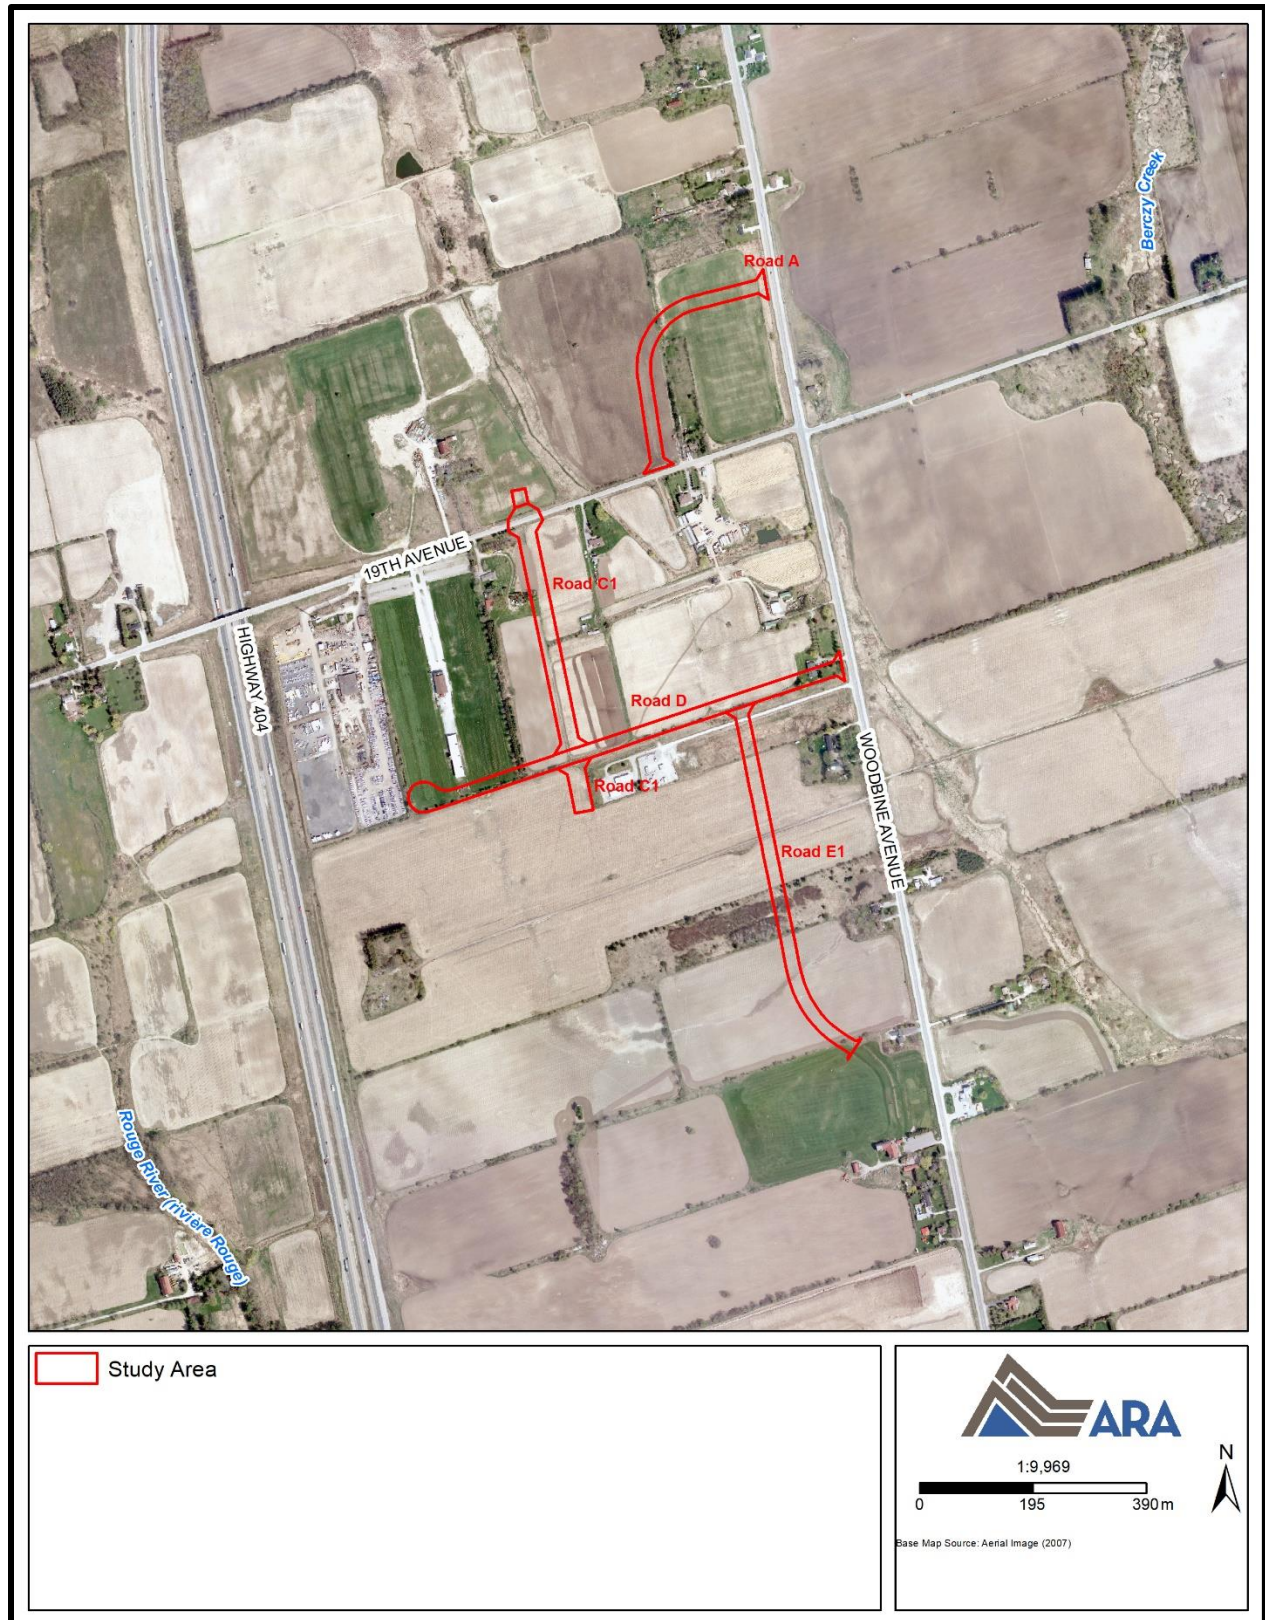 Berczy Creek
Road A
19TH AVENUE
Road C1
HIGHWAY 404
Road D
WOODBINE AVENUE
Road C1
Road E1
Rouge River (rivière Rouge)
Study Area
ARA
1:9,969
N
0 195 390 m
Base Map Source: Aerial Image (2007)